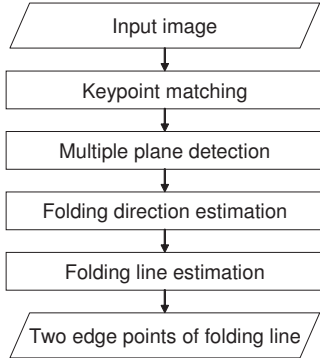 Input image
Keypoint matching
Multiple plane detection
Folding direction estimation
Folding line estimation
Two edge points of folding line